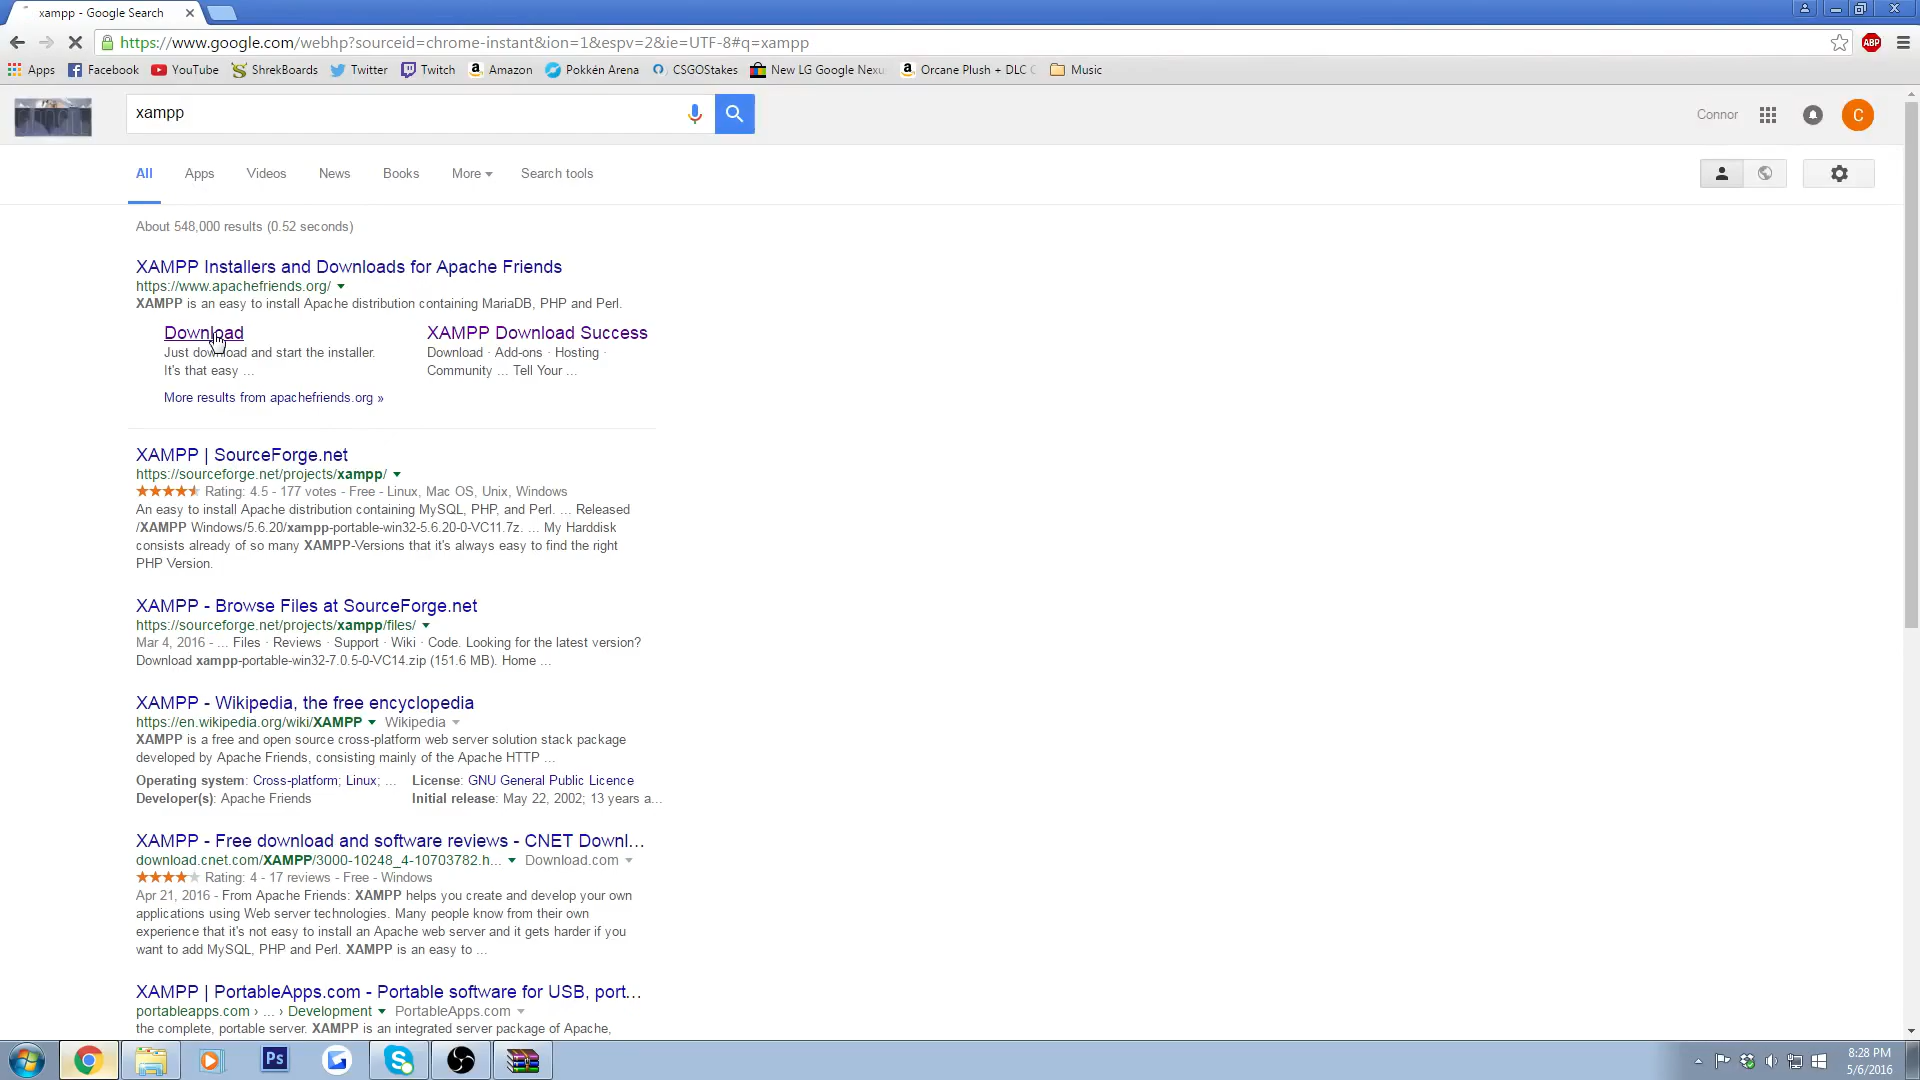 xampp - Google Search
https://www.google.com/webhp?sourceid=chrome-instant&ion=1&espv=2&ie=UTF-8#q=xampp
ABP
Apps Facebook YouTube ShrekBoards Twitter Twitch Amazon Pokkén Arena CSGOStakes New LG Google Nexu Orcane Plush + DLC Music
xampp
Connor
C
All Apps Videos News Books More Search tools
About 548,000 results (0.52 seconds)
XAMPP Installers and Downloads for Apache Friends
https://www.apachefriends.org/
XAMPP is an easy to install Apache distribution containing MariaDB, PHP and Perl.
Download
Just download and start the installer.
It's that easy ...
XAMPP Download Success
Download · Add-ons · Hosting ·
Community ... Tell Your ...
More results from apachefriends.org »
XAMPP | SourceForge.net
https://sourceforge.net/projects/xampp/
Rating: 4.5 - 177 votes - Free - Linux, Mac OS, Unix, Windows
An easy to install Apache distribution containing MySQL, PHP, and Perl. ... Released
/XAMPP Windows/5.6.20/xampp-portable-win32-5.6.20-0-VC11.7z. ... My Harddisk
consists already of so many XAMPP-Versions that it's always easy to find the right
PHP Version.
XAMPP - Browse Files at SourceForge.net
https://sourceforge.net/projects/xampp/files/
Mar 4, 2016 - ... Files · Reviews · Support · Wiki · Code. Looking for the latest version?
Download xampp-portable-win32-7.0.5-0-VC14.zip (151.6 MB). Home ...
XAMPP - Wikipedia, the free encyclopedia
https://en.wikipedia.org/wiki/XAMPP Wikipedia
XAMPP is a free and open source cross-platform web server solution stack package
developed by Apache Friends, consisting mainly of the Apache HTTP ...
Operating system: Cross-platform; Linux; ... License: GNU General Public Licence
Developer(s): Apache Friends Initial release: May 22, 2002; 13 years a...
XAMPP - Free download and software reviews - CNET Downl...
download.cnet.com/XAMPP/3000-10248_4-10703782.h... Download.com
Rating: 4 - 17 reviews - Free - Windows
Apr 21, 2016 - From Apache Friends: XAMPP helps you create and develop your own
applications using Web server technologies. Many people know from their own
experience that it's not easy to install an Apache web server and it gets harder if you
want to add MySQL, PHP and Perl. XAMPP is an easy to ...
XAMPP | PortableApps.com - Portable software for USB, port...
portableapps.com › ... › Development PortableApps.com
the complete, portable server. XAMPP is an integrated server package of Apache,
Ps
8:28 PM
5/6/2016